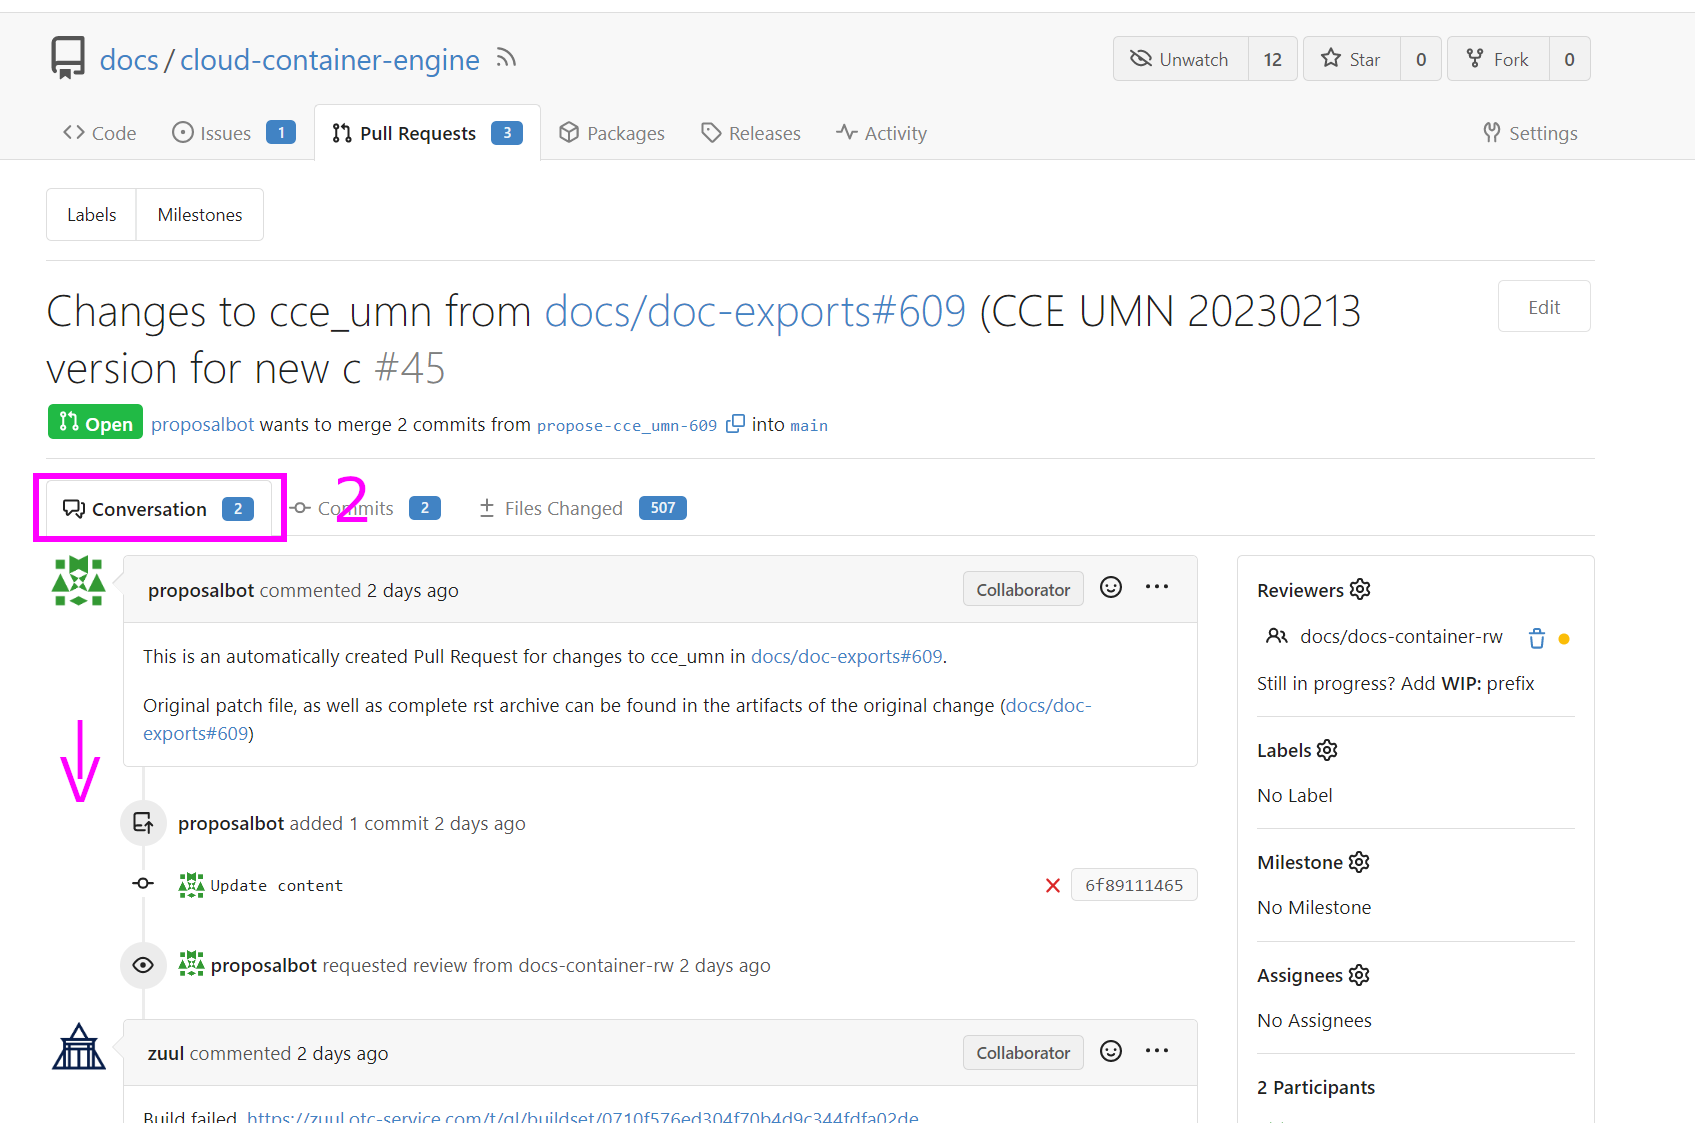 docs / cloud-container-engine
Unwatch 12 Star 0 Fork 0
Code Issues 1 Pull Requests 3 Packages Releases Activity Settings
Labels Milestones
Changes to cce_umn from docs/doc-exports#609 (CCE UMN 20230213
version for new c #45
Edit
Open proposalbot wants to merge 2 commits from propose-cce_umn-609 into main
Conversation 2 Commits 2 Files Changed 507
2
proposalbot commented 2 days ago Collaborator
This is an automatically created Pull Request for changes to cce_umn in docs/doc-exports#609.
Original patch file, as well as complete rst archive can be found in the artifacts of the original change (docs/doc-
exports#609)
proposalbot added 1 commit 2 days ago
Update content 6f89111465
proposalbot requested review from docs-container-rw 2 days ago
zuul commented 2 days ago Collaborator
Build failed. https://zuul.otc-service.com/t/gl/buildset/0710f576ed304f70b4d9c344fdfa02de
Reviewers
docs/docs-container-rw
Still in progress? Add WIP: prefix
Labels
No Label
Milestone
No Milestone
Assignees
No Assignees
2 Participants